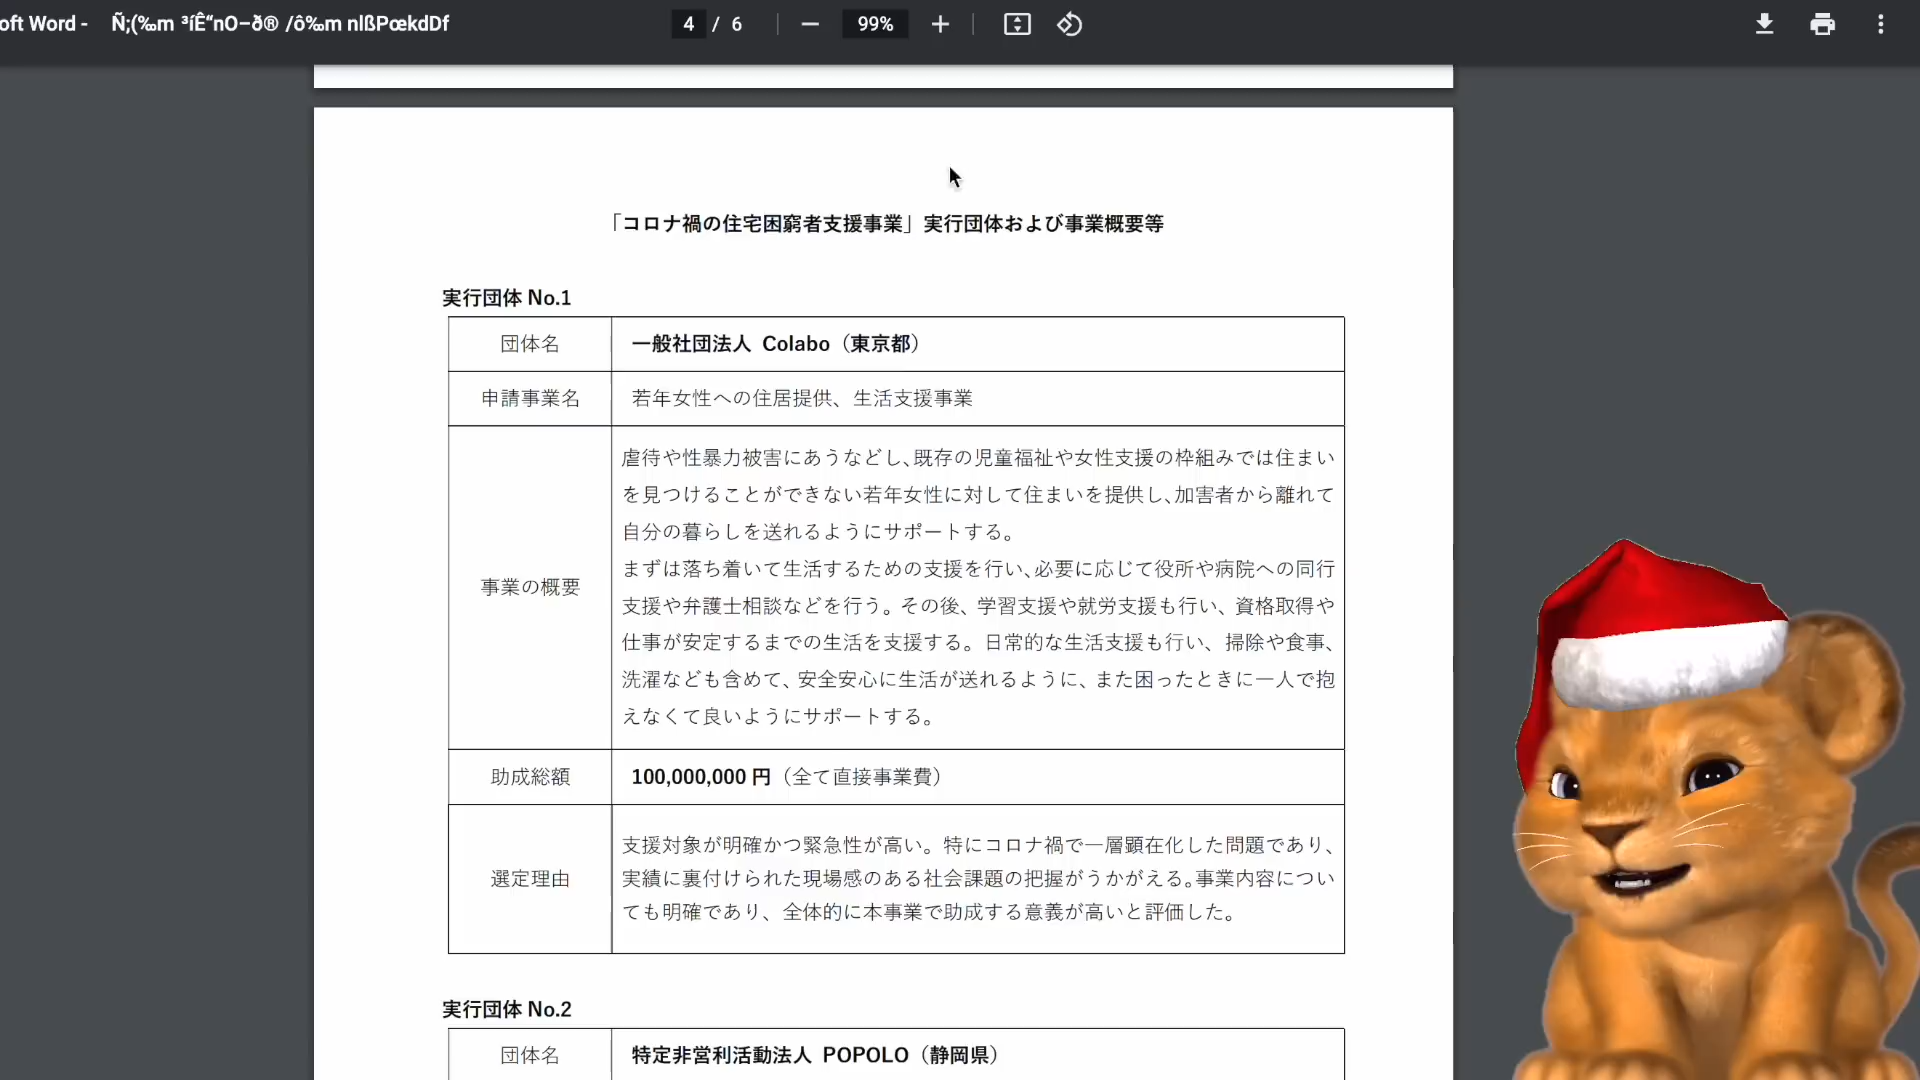 oft Word - Ñ;(‰m ³íÊ“nO−ð® /ô‰m nlßPœkdDf
4 / 6
99%
「コロナ禍の住宅困窮者支援事業」実行団体および事業概要等
実行団体 No.1
団体名 一般社団法人 Colabo（東京都）
申請事業名 若年女性への住居提供、生活支援事業
事業の概要
虐待や性暴力被害にあうなどし、既存の児童福祉や女性支援の枠組みでは住まい
を見つけることができない若年女性に対して住まいを提供し、加害者から離れて
自分の暮らしを送れるようにサポートする。
まずは落ち着いて生活するための支援を行い、必要に応じて役所や病院への同行
支援や弁護士相談などを行う。その後、学習支援や就労支援も行い、資格取得や
仕事が安定するまでの生活を支援する。日常的な生活支援も行い、掃除や食事、
洗濯なども含めて、安全安心に生活が送れるように、また困ったときに一人で抱
えなくて良いようにサポートする。
助成総額 100,000,000 円（全て直接事業費）
選定理由
支援対象が明確かつ緊急性が高い。特にコロナ禍で一層顕在化した問題であり、
実績に裏付けられた現場感のある社会課題の把握がうかがえる。事業内容につい
ても明確であり、全体的に本事業で助成する意義が高いと評価した。
実行団体 No.2
団体名 特定非営利活動法人 POPOLO（静岡県）